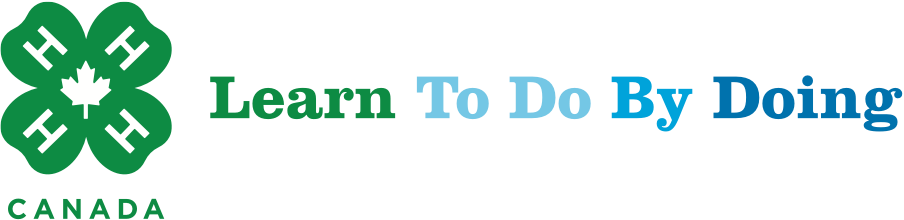 H H
H H
Learn To Do By Doing
CANADA